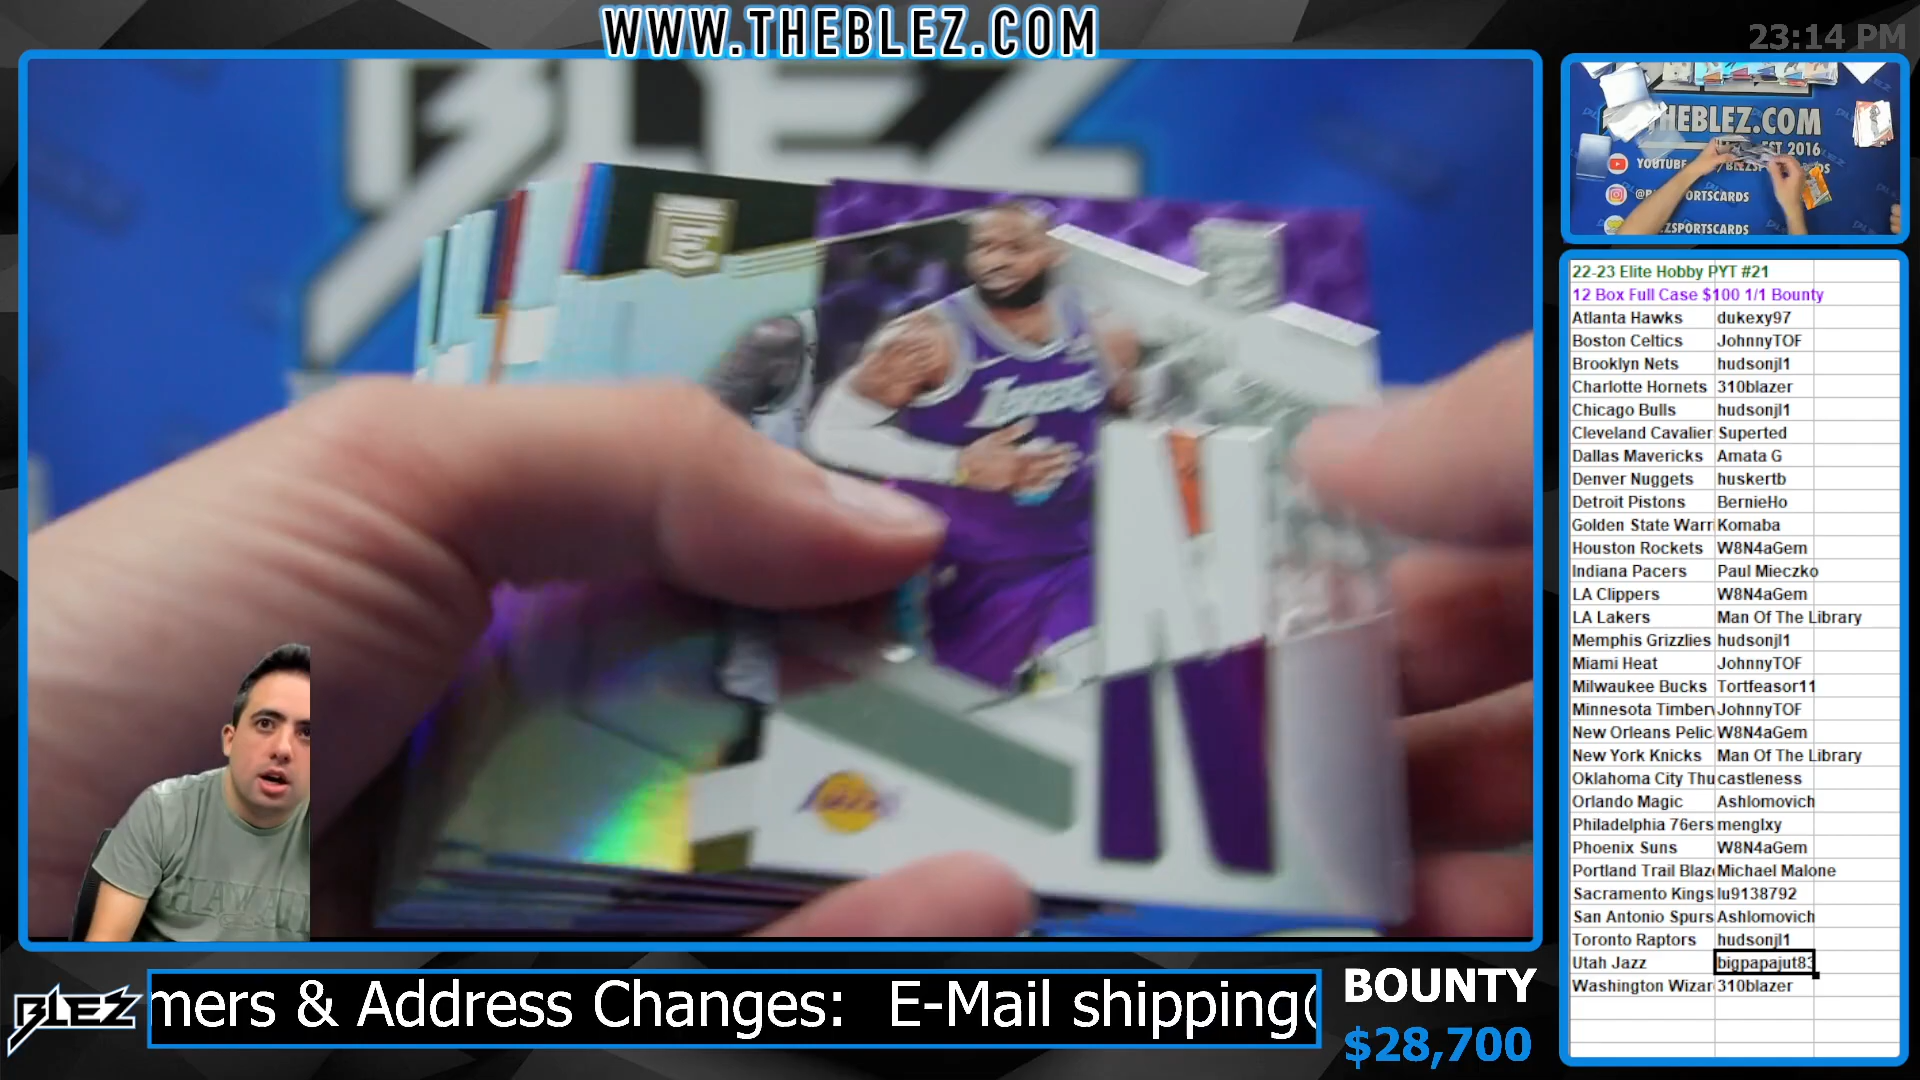 WWW.THEBLEZ.COM
23:14 PM
BLEZ
THEBLEZ.COM
EST 2016
YOUTUBE
22-23 Elite Hobby PYT #21
12 Box Full Case $100 1/1 Bounty
Atlanta Hawks dukexy97
Boston Celtics JohnnyTOF
Brooklyn Nets hudsonjl1
Charlotte Hornets 310blazer
Chicago Bulls hudsonjl1
Cleveland Cavalier Superted
Dallas Mavericks Amata G
Denver Nuggets huskertb
Detroit Pistons BernieHo
Golden State Warr Komaba
Houston Rockets W8N4aGem
Indiana Pacers Paul Mieczko
LA Clippers W8N4aGem
LA Lakers Man Of The Library
Memphis Grizzlies hudsonjl1
Miami Heat JohnnyTOF
Milwaukee Bucks Tortfeasor11
Minnesota Timberv JohnnyTOF
New Orleans Pelic W8N4aGem
New York Knicks Man Of The Library
Oklahoma City Thu castleness
Orlando Magic Ashlomovich
Philadelphia 76ers menglxy
Phoenix Suns W8N4aGem
Portland Trail Blaz Michael Malone
Sacramento Kings lu9138792
San Antonio Spurs Ashlomovich
Toronto Raptors hudsonjl1
Utah Jazz bigpapajut83
Washington Wizar 310blazer
Lakers
BLEZ
mers & Address Changes: E-Mail shipping@
BOUNTY
$28,700